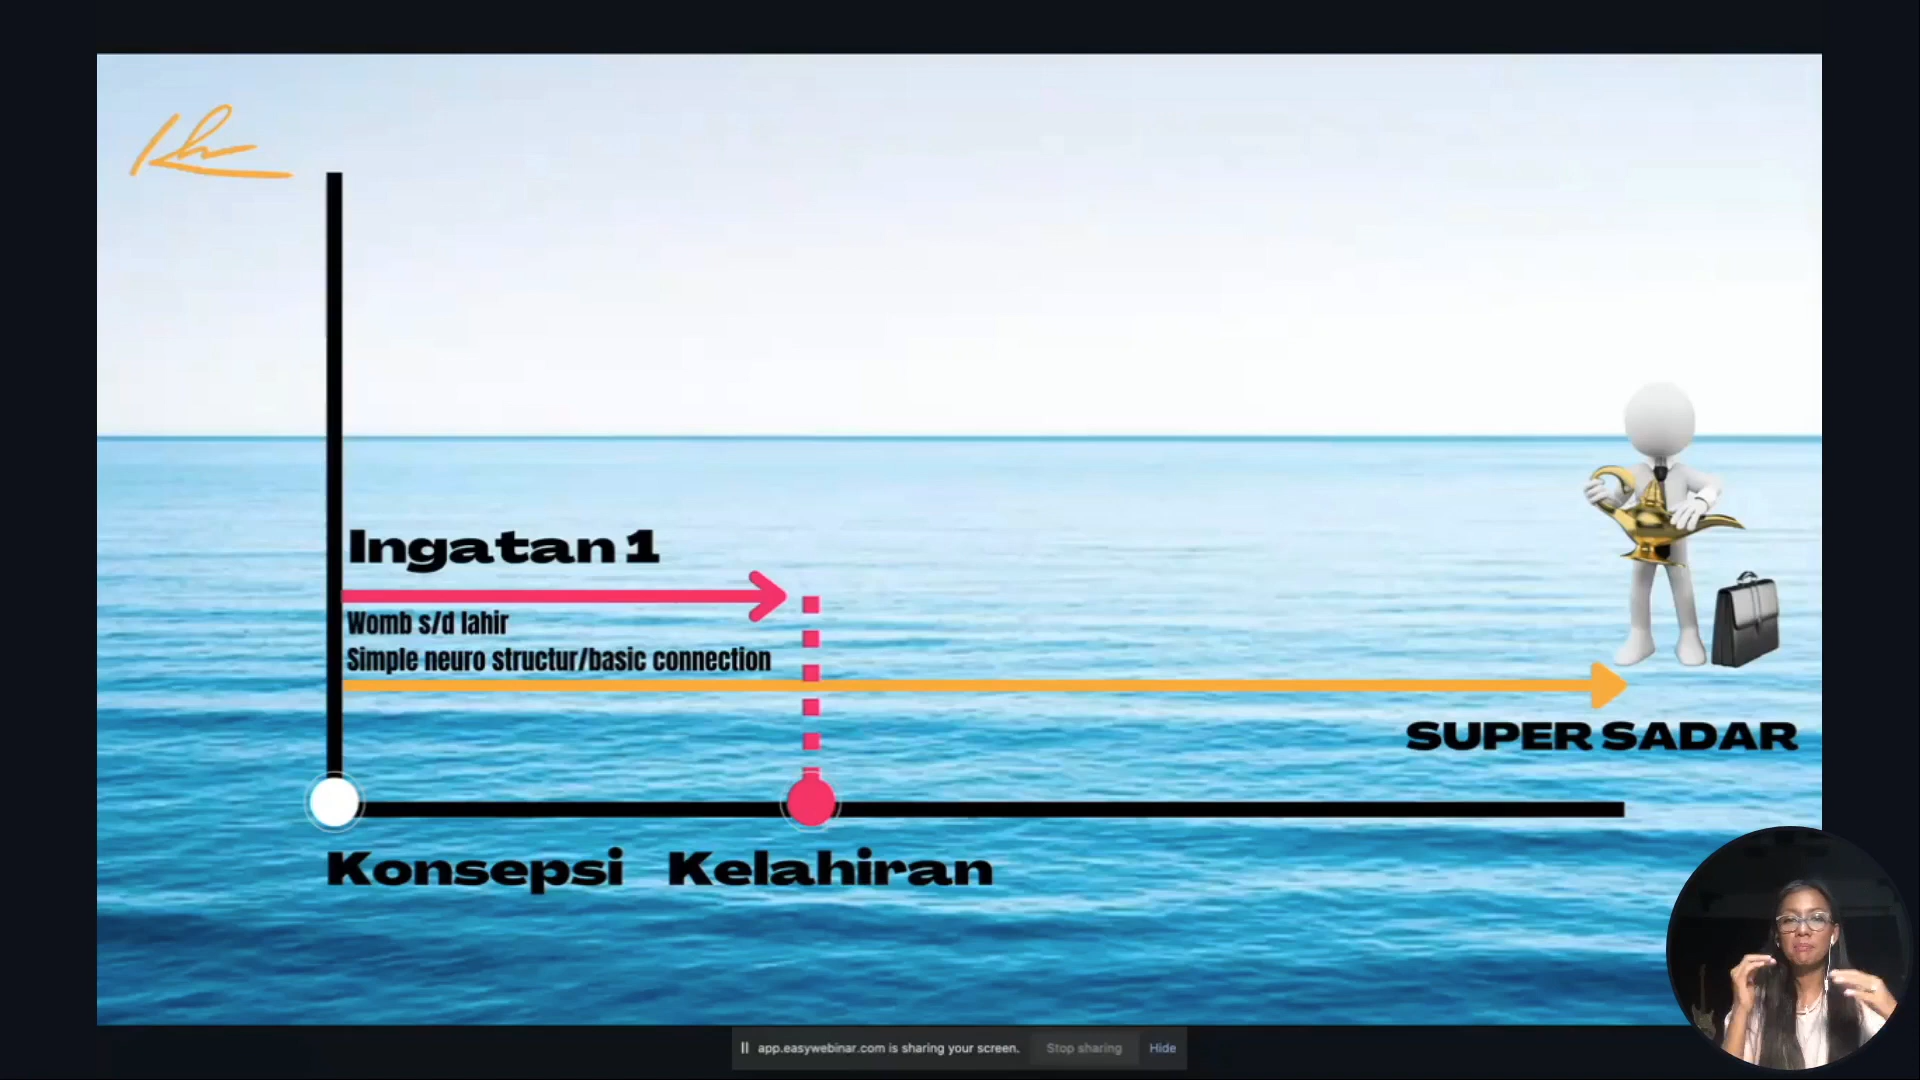 Ingatan 1
Womb s/d lahir
Simple neuro structur/basic connection
SUPER SADAR
Konsepsi
Kelahiran
app.easywebinar.com is sharing your screen.
Stop sharing
Hide